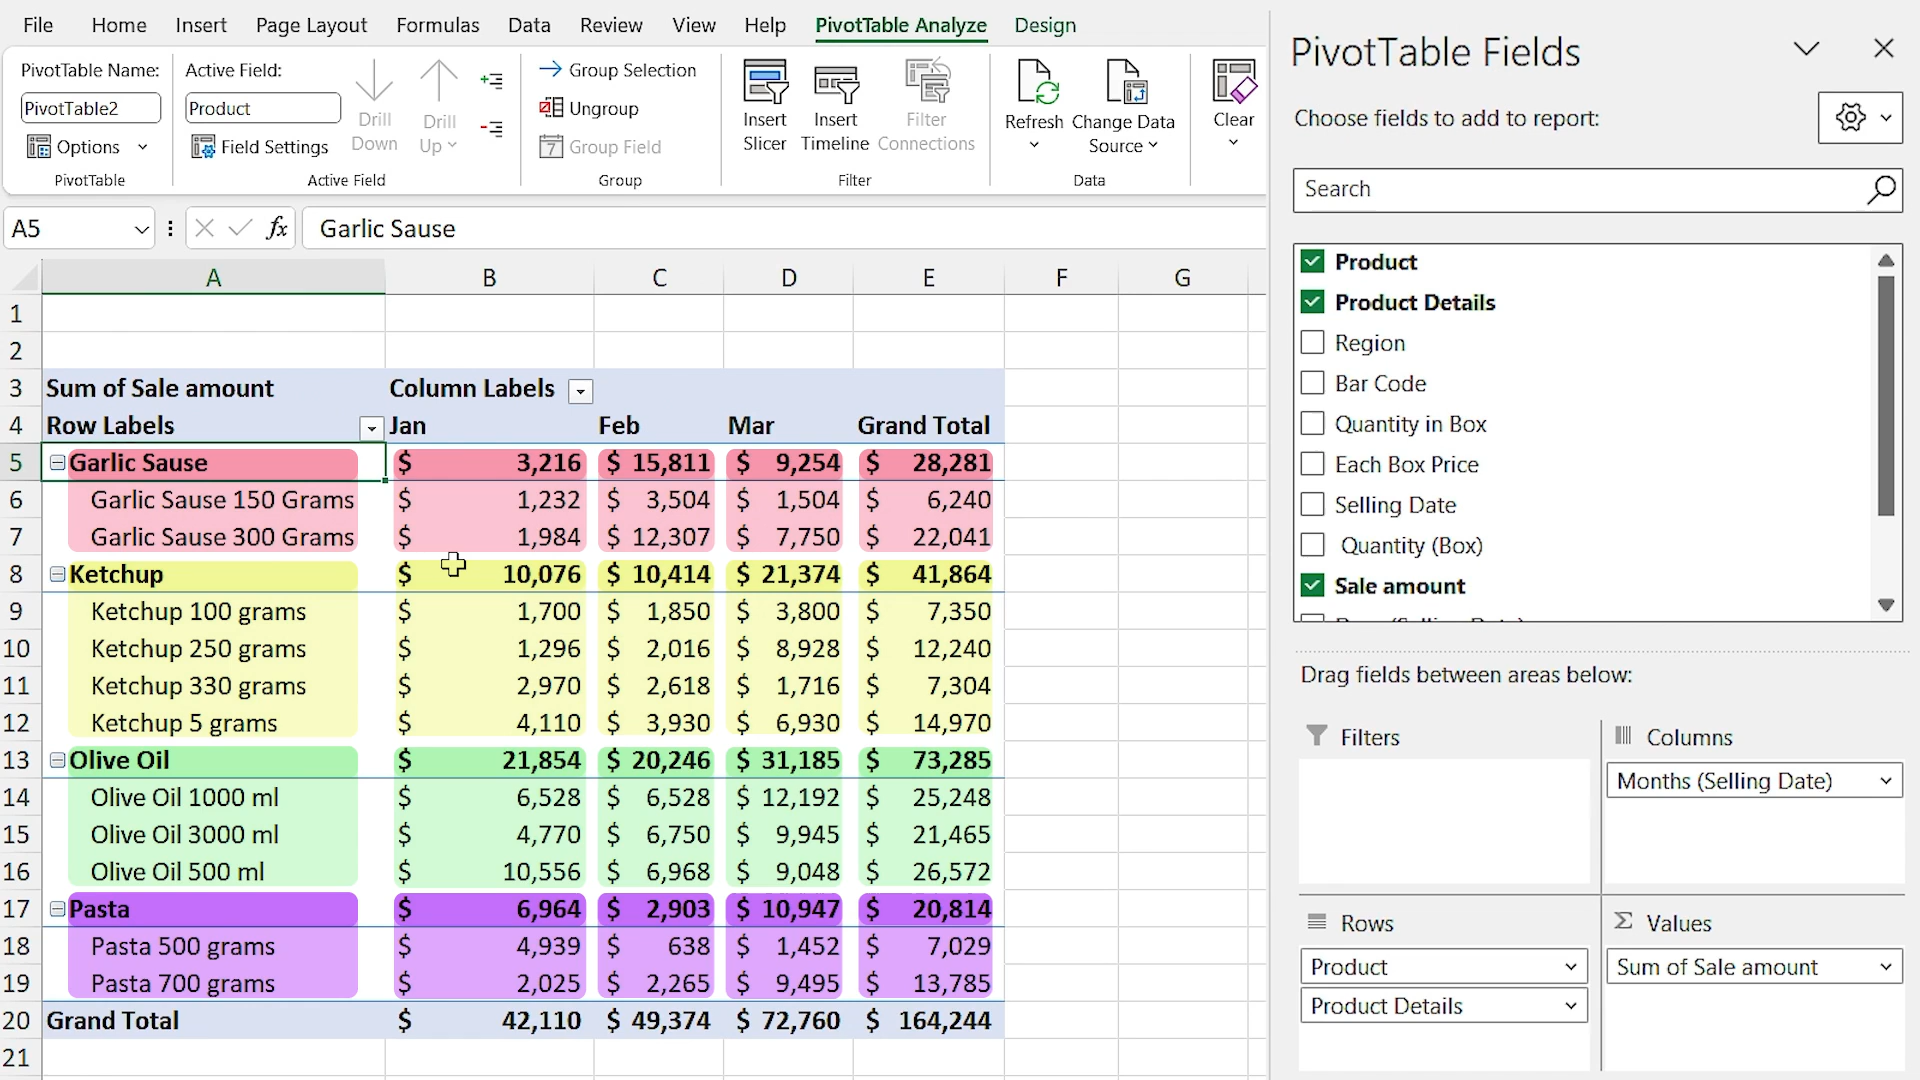 File Home Insert Page Layout Formulas Data Review View Help PivotTable Analyze Design
PivotTable Name:
PivotTable2
Options
PivotTable
Active Field:
Product
Field Settings
Drill
Down
Drill
Up
Active Field
Group Selection
Ungroup
7 Group Field
Group
Insert
Slicer
Insert
Timeline
Filter
Connections
Filter
Refresh
Change Data
Source
Data
Clear
A5 fx Garlic Sause
A B C D E F G
1
2
3 Sum of Sale amount Column Labels
4 Row Labels Jan Feb Mar Grand Total
5 Garlic Sause $ 3,216 $ 15,811 $ 9,254 $ 28,281
6 Garlic Sause 150 Grams $ 1,232 $ 3,504 $ 1,504 $ 6,240
7 Garlic Sause 300 Grams $ 1,984 $ 12,307 $ 7,750 $ 22,041
8 Ketchup $ 10,076 $ 10,414 $ 21,374 $ 41,864
9 Ketchup 100 grams $ 1,700 $ 1,850 $ 3,800 $ 7,350
10 Ketchup 250 grams $ 1,296 $ 2,016 $ 8,928 $ 12,240
11 Ketchup 330 grams $ 2,970 $ 2,618 $ 1,716 $ 7,304
12 Ketchup 5 grams $ 4,110 $ 3,930 $ 6,930 $ 14,970
13 Olive Oil $ 21,854 $ 20,246 $ 31,185 $ 73,285
14 Olive Oil 1000 ml $ 6,528 $ 6,528 $ 12,192 $ 25,248
15 Olive Oil 3000 ml $ 4,770 $ 6,750 $ 9,945 $ 21,465
16 Olive Oil 500 ml $ 10,556 $ 6,968 $ 9,048 $ 26,572
17 Pasta $ 6,964 $ 2,903 $ 10,947 $ 20,814
18 Pasta 500 grams $ 4,939 $ 638 $ 1,452 $ 7,029
19 Pasta 700 grams $ 2,025 $ 2,265 $ 9,495 $ 13,785
20 Grand Total $ 42,110 $ 49,374 $ 72,760 $ 164,244
21
PivotTable Fields
Choose fields to add to report:
Search
Product
Product Details
Region
Bar Code
Quantity in Box
Each Box Price
Selling Date
Quantity (Box)
Sale amount
Drag fields between areas below:
Filters
Columns
Months (Selling Date)
Rows
Product
Product Details
Σ Values
Sum of Sale amount